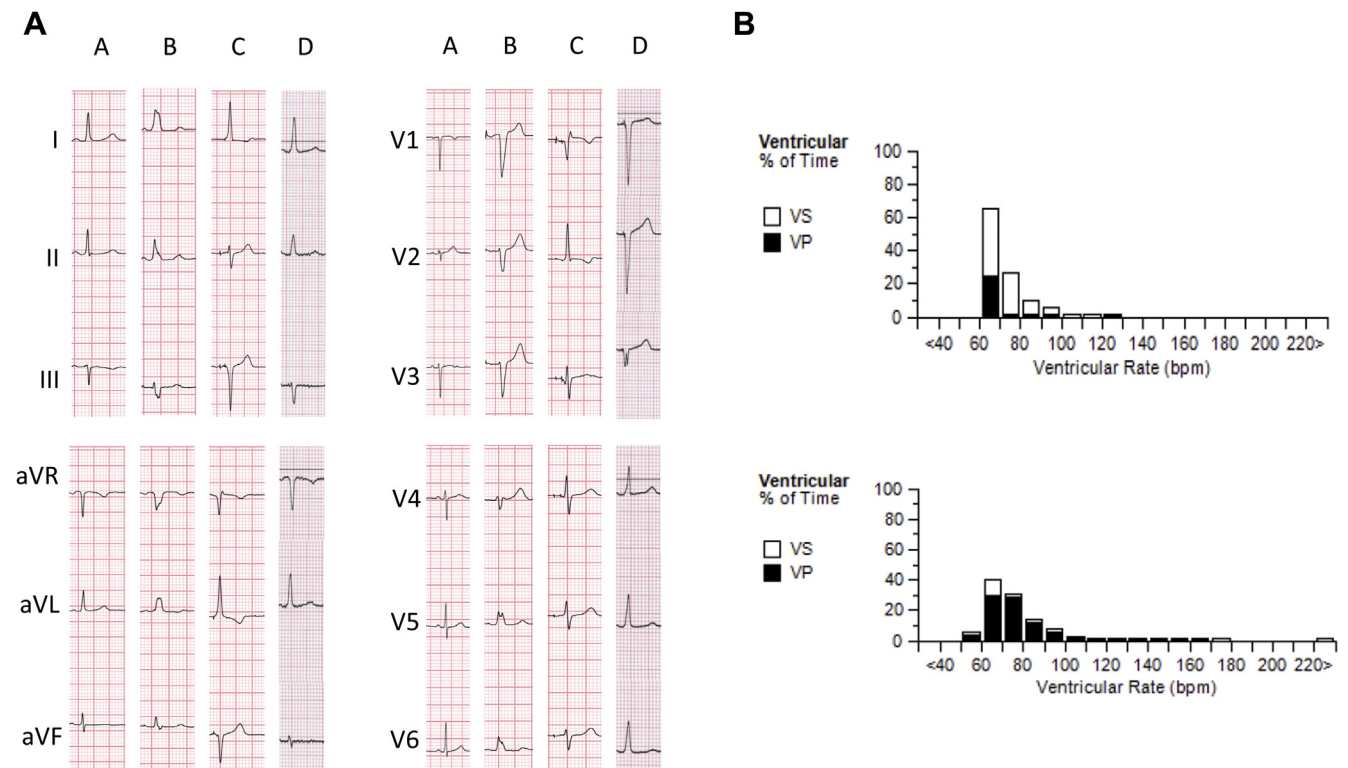 A
A B C D
I
II
III
aVR
aVL
aVF
A B C D
V1
V2
V3
V4
V5
V6
B
Ventricular
% of Time
VS
VP
100
80
60
40
20
0
<40 60 80 100 120 140 160 180 200 220>
Ventricular Rate (bpm)
Ventricular
% of Time
VS
VP
100
80
60
40
20
0
<40 60 80 100 120 140 160 180 200 220>
Ventricular Rate (bpm)